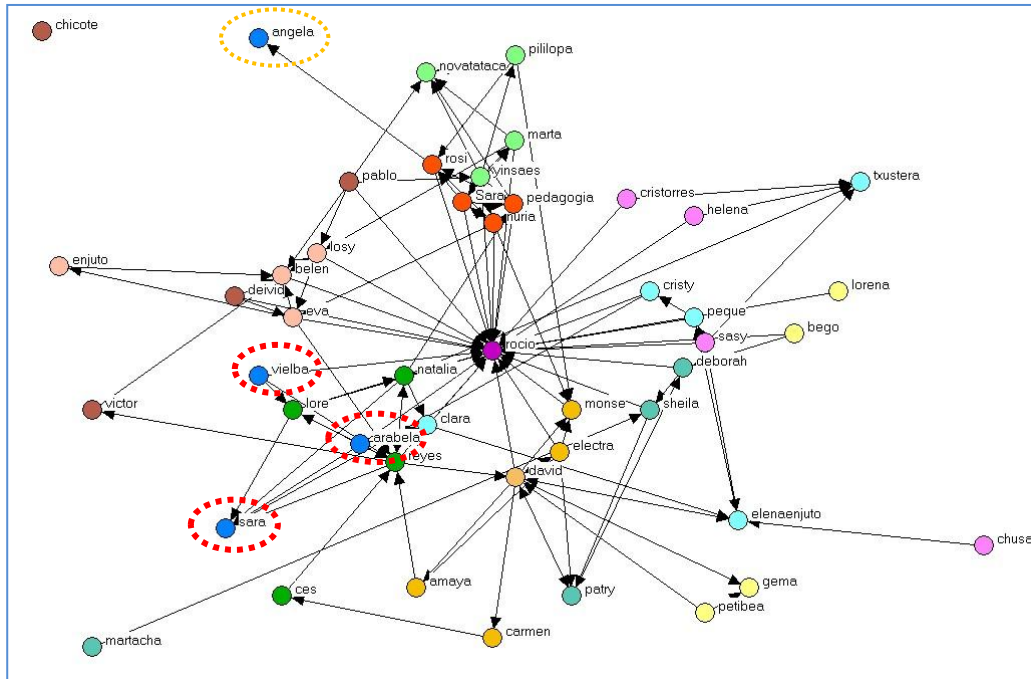 chicote
angela
novatataca
pililopa
marta
rosi
Kyinsaes
pablo
Sara
pedagogia
nuria
cristorres
helena
txustera
losy
belen
enjuto
deivid
eva
cristy
lorena
peque
sasy
bego
rocio
deborah
vielba
natalia
lore
victor
clara
monse
sheila
arabela
reyes
electra
david
sara
elenaenjuto
chusa
ces
amaya
patry
gema
petibea
carmen
martacha